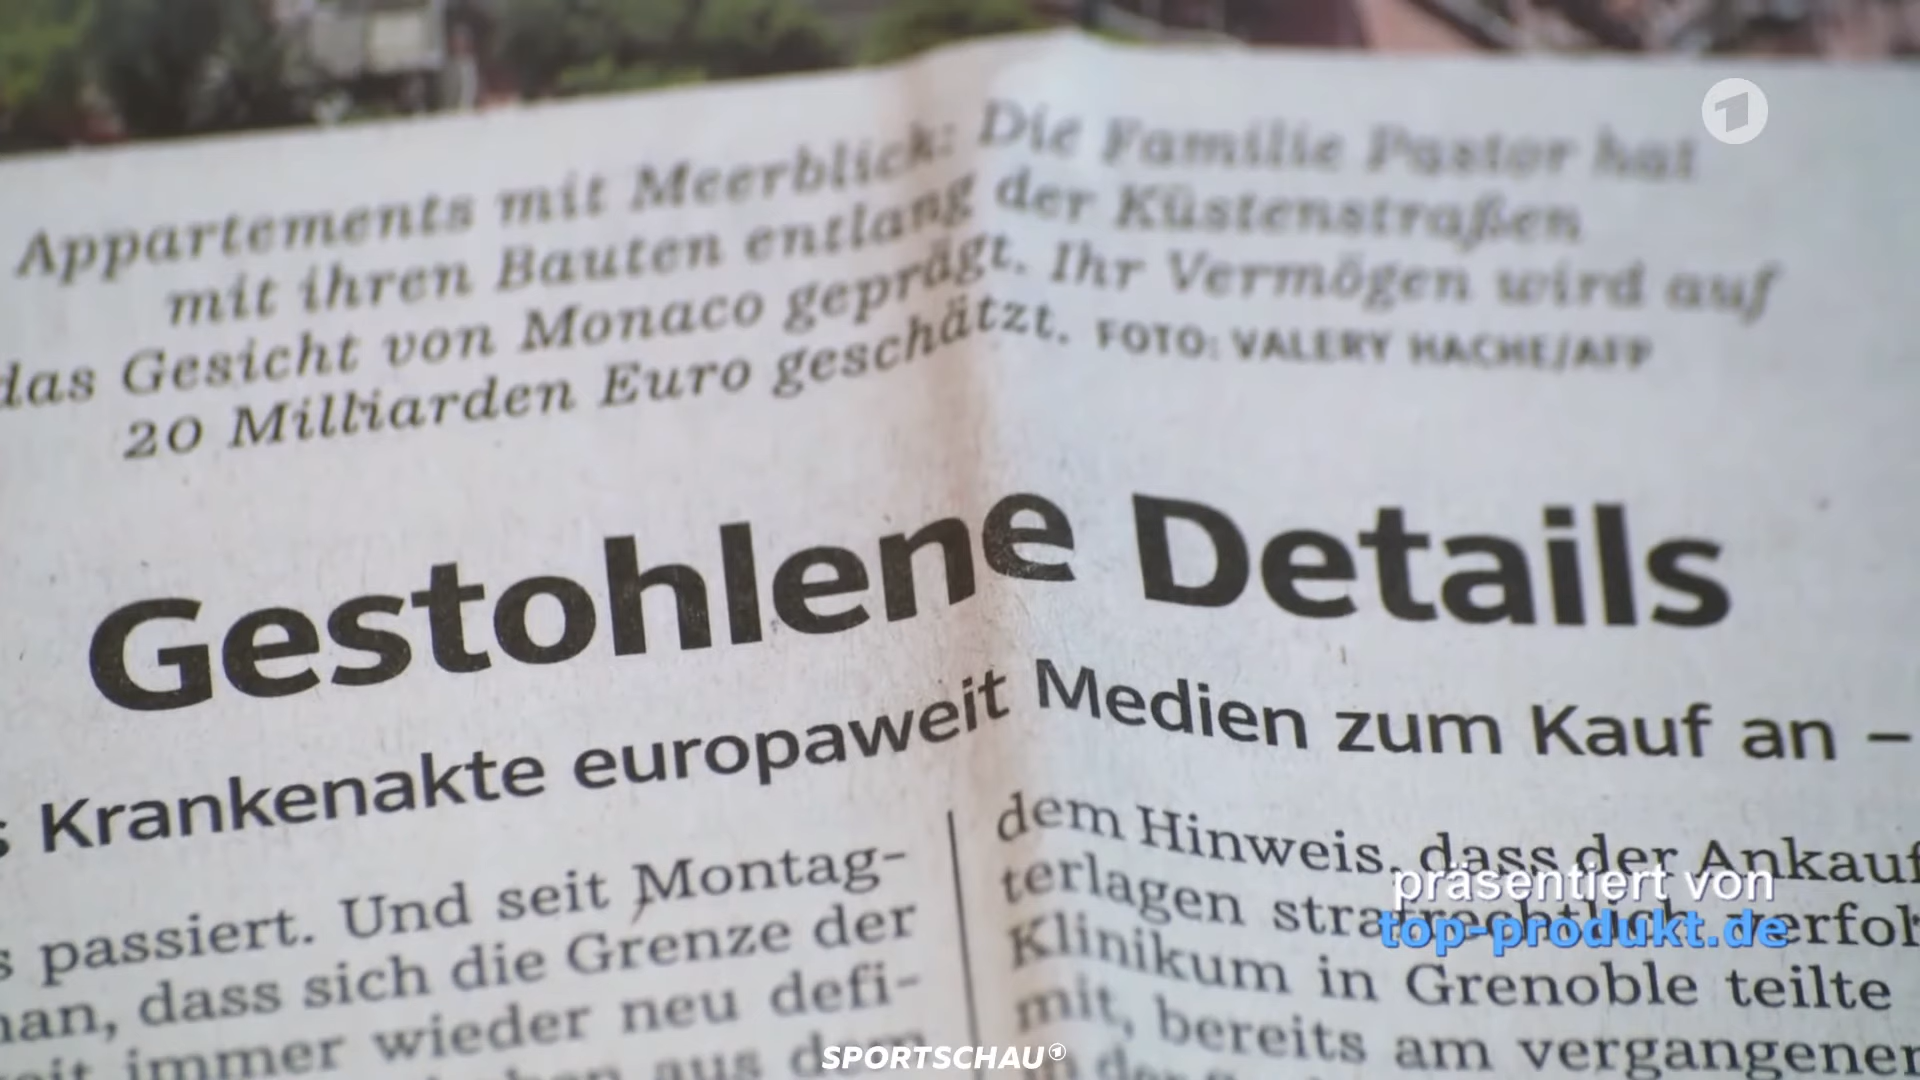 Appartements mit Meerblick: Die Familie Pastor hat
mit ihren Bauten entlang der Küstenstraßen
das Gesicht von Monaco geprägt. Ihr Vermögen wird auf
20 Milliarden Euro geschätzt. FOTO: VALERY HACHE/AFP
Gestohlene Details
s Krankenakte europaweit Medien zum Kauf an –
s passiert. Und seit Montag-
man, dass sich die Grenze der
immer wieder neu defi-
aus dem
dem Hinweis, dass der Ankauf
terlagen strafrechtlich verfol
Klinikum in Grenoble teilte
mit, bereits am vergangenen
präsentiert von
top-produkt.de
SPORTSCHAU